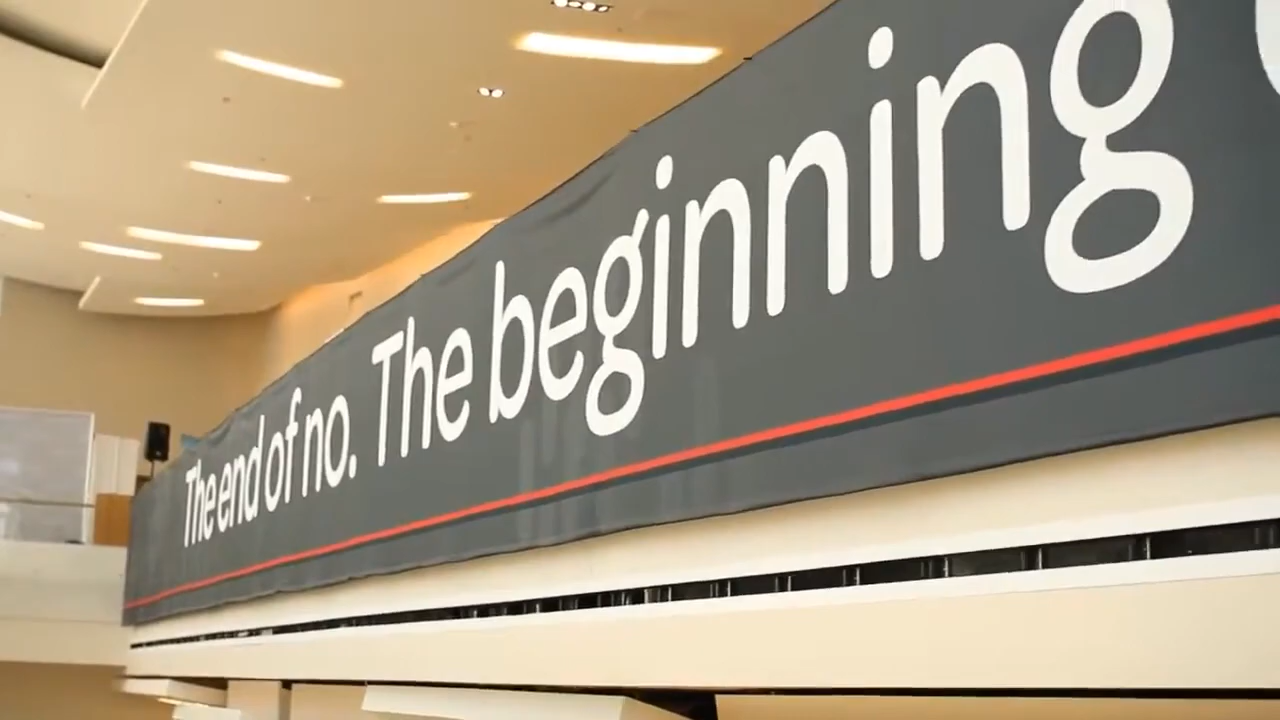 The end of no. The beginning